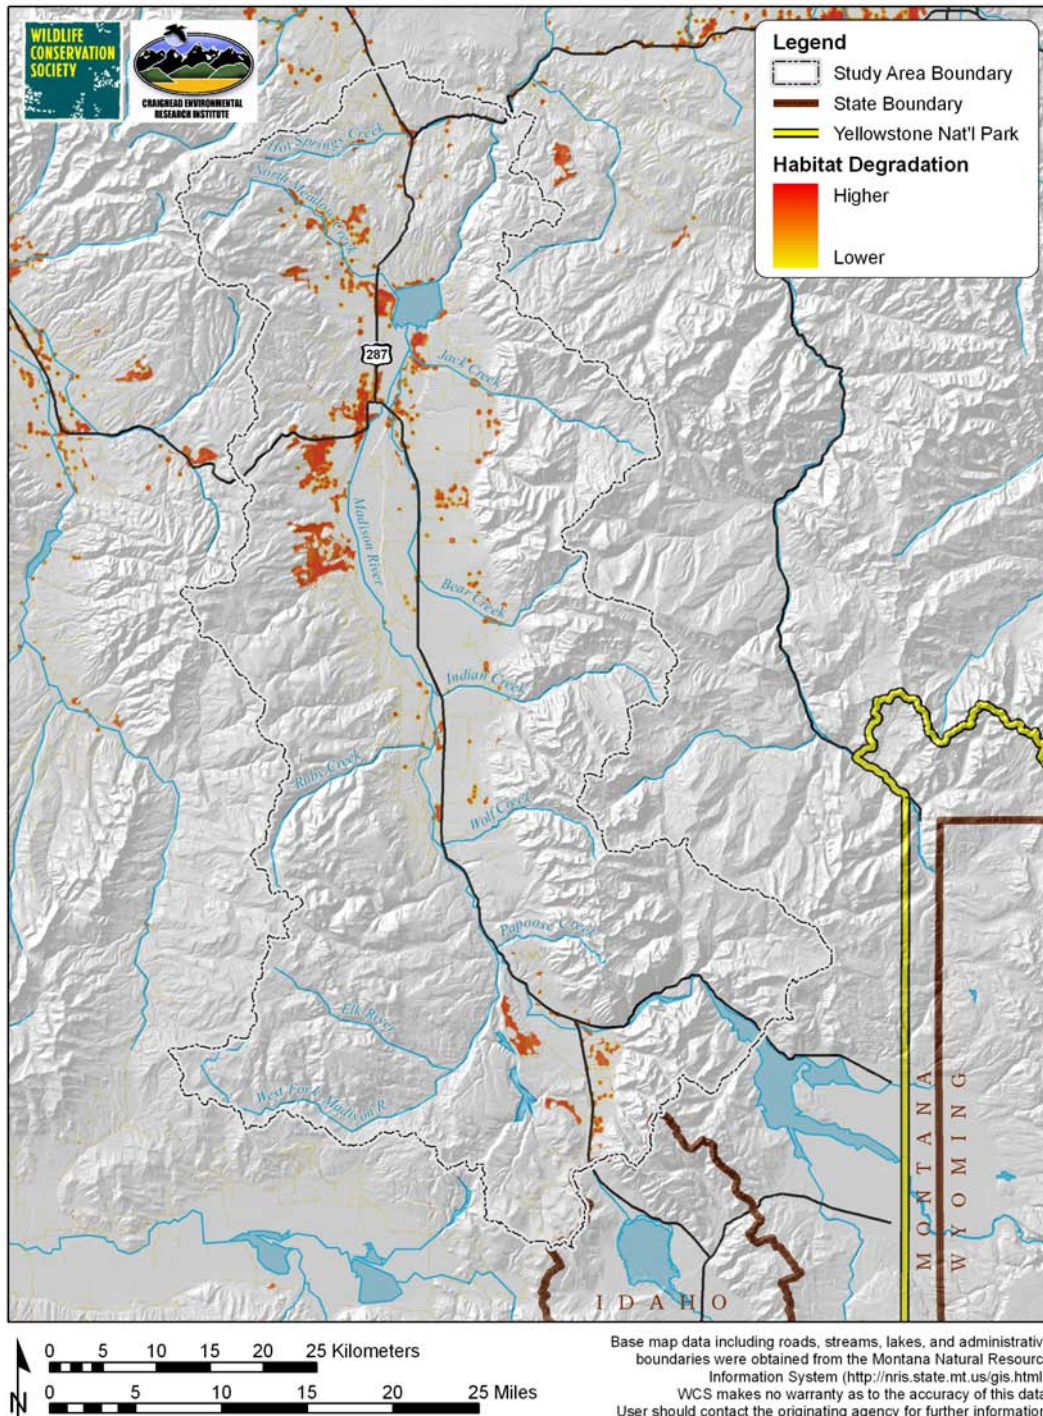 WILDLIFE
CONSERVATION
SOCIETY
CRAIGHEAD ENVIRONMENTAL
RESEARCH INSTITUTE
Legend
Study Area Boundary
State Boundary
Yellowstone Nat'l Park
Habitat Degradation
Higher
Lower
Hot Springs Creek
North Meadow Creek
287
Jack Creek
Madison River
Bear Creek
Indian Creek
Ruby Creek
Wolf Creek
Papoose Creek
Elk River
West Fork Madison R.
MONTANA
WYOMING
IDAHO
N
0 5 10 15 20 25 Kilometers
0 5 10 15 20 25 Miles
Base map data including roads, streams, lakes, and administrativ
boundaries were obtained from the Montana Natural Resourc
Information System (http://nris.state.mt.us/gis.html
WCS makes no warranty as to the accuracy of this data
User should contact the originating agency for further information